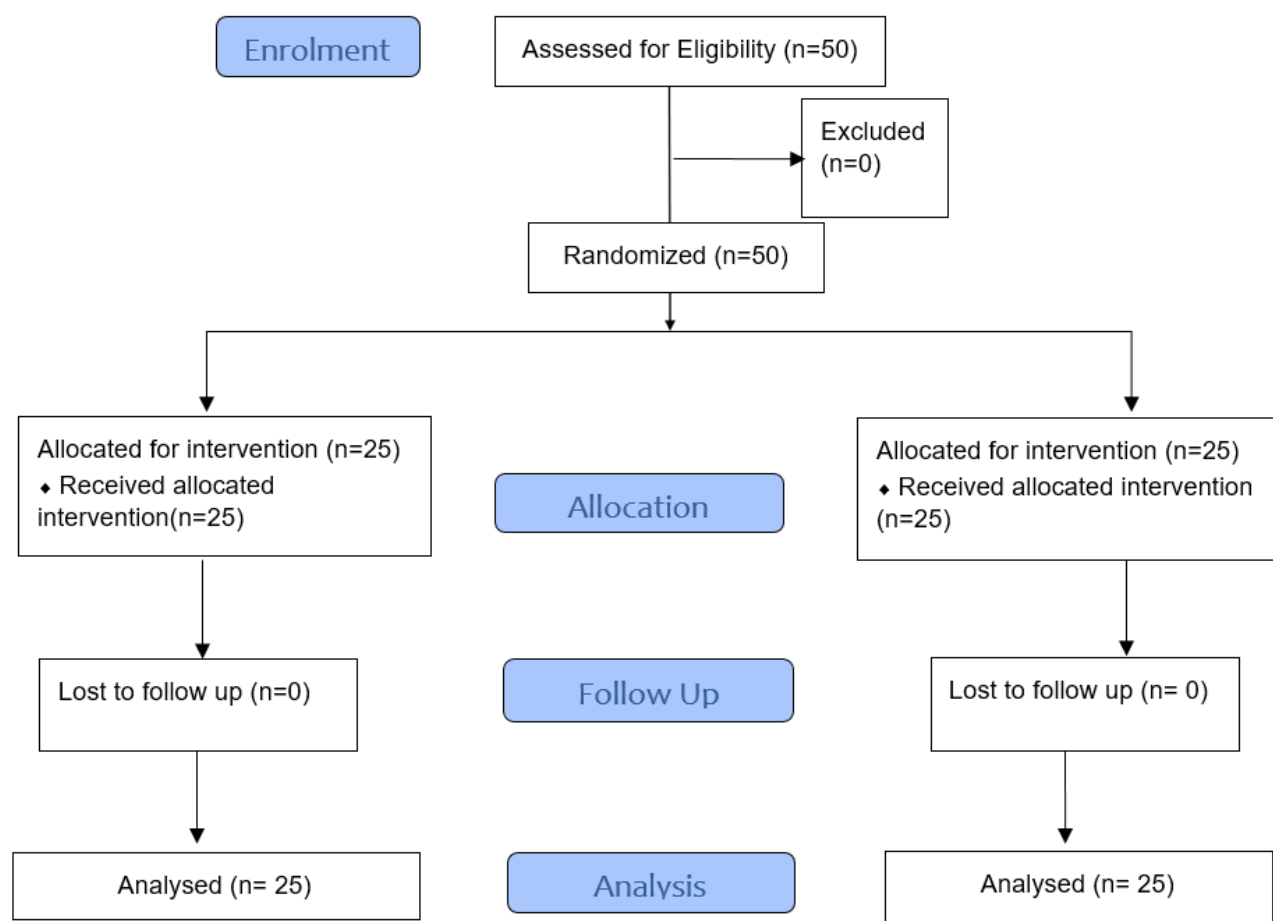 Enrolment
Assessed for Eligibility (n=50)
Excluded
(n=0)
Randomized (n=50)
Allocated for intervention (n=25)
⬧ Received allocated
intervention(n=25)
Allocated for intervention (n=25)
⬧ Received allocated intervention
(n=25)
Allocation
Lost to follow up (n=0)
Follow Up
Lost to follow up (n= 0)
Analysed (n= 25)
Analysis
Analysed (n= 25)